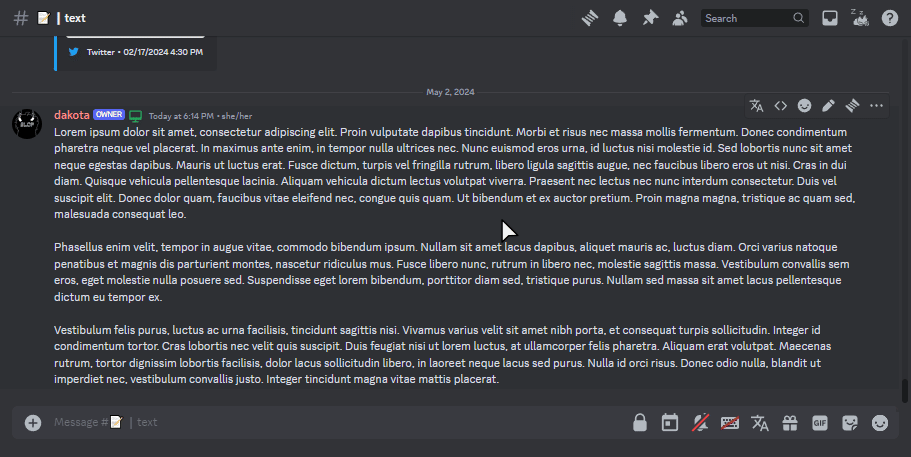 # 📝 | text
Search
Twitter • 02/17/2024 4:30 PM
May 2, 2024
dakota OWNER Today at 6:14 PM • she/her
Lorem ipsum dolor sit amet, consectetur adipiscing elit. Proin vulputate dapibus tincidunt. Morbi et risus nec massa mollis fermentum. Donec condimentum
pharetra neque vel placerat. In maximus ante enim, in tempor nulla ultrices nec. Nunc euismod eros urna, id luctus nisi molestie id. Sed lobortis nunc sit amet
neque egestas dapibus. Mauris ut luctus erat. Fusce dictum, turpis vel fringilla rutrum, libero ligula sagittis augue, nec faucibus libero eros ut nisi. Cras in dui
diam. Quisque vehicula pellentesque lacinia. Aliquam vehicula dictum lectus volutpat viverra. Praesent nec lectus nec nunc interdum consectetur. Duis vel
suscipit elit. Donec dolor quam, faucibus vitae eleifend nec, congue quis quam. Ut bibendum et ex auctor pretium. Proin magna magna, tristique ac quam sed,
malesuada consequat leo.
Phasellus enim velit, tempor in augue vitae, commodo bibendum ipsum. Nullam sit amet lacus dapibus, aliquet mauris ac, luctus diam. Orci varius natoque
penatibus et magnis dis parturient montes, nascetur ridiculus mus. Fusce libero nunc, rutrum in libero nec, molestie sagittis massa. Vestibulum convallis sem
eros, eget molestie nulla posuere sed. Suspendisse eget lorem bibendum, porttitor diam sed, tristique purus. Nullam sed massa sit amet lacus pellentesque
dictum eu tempor ex.
Vestibulum felis purus, luctus ac urna facilisis, tincidunt sagittis nisi. Vivamus varius velit sit amet nibh porta, et consequat turpis sollicitudin. Integer id
condimentum tortor. Cras lobortis nec velit quis suscipit. Duis feugiat nisi ut lorem luctus, at ullamcorper felis pharetra. Aliquam erat volutpat. Maecenas
rutrum, tortor dignissim lobortis facilisis, dolor lacus sollicitudin libero, in laoreet neque lacus sed purus. Nulla id orci risus. Donec odio nulla, blandit ut
imperdiet nec, vestibulum convallis justo. Integer tincidunt magna vitae mattis placerat.
Message #📝 | text
GIF